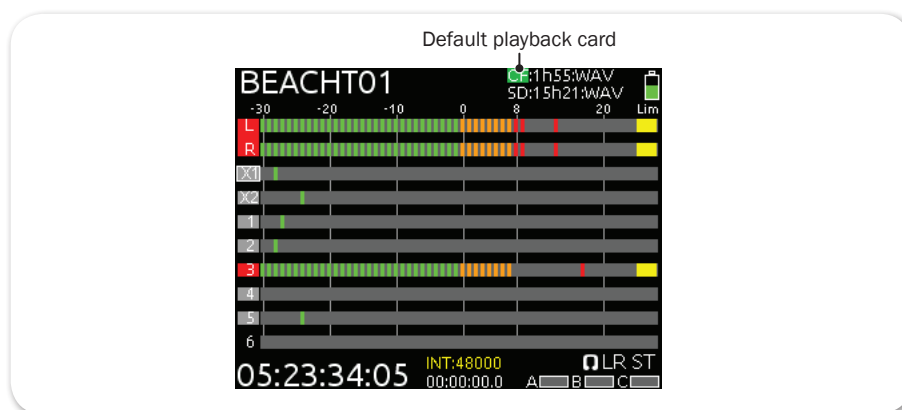 Default playback card
BEACHT01
CF:1h55:WAV
SD:15h21:WAV
-30 -20 -10 0 8 20 Lim
L
R
X1
X2
1
2
3
4
5
6
05:23:34:05
INT:48000
00:00:00.0
LR ST
A B C